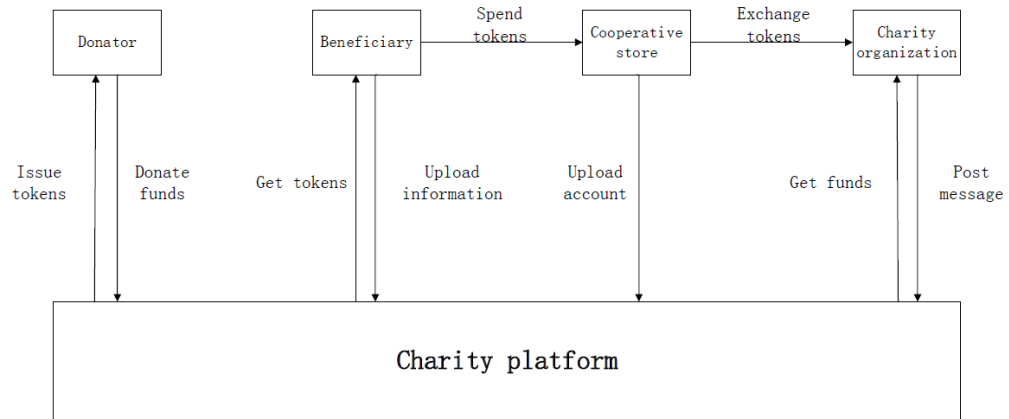 Donator
Beneficiary
Spend
tokens
Cooperative
store
Exchange
tokens
Charity
organization
Issue
tokens
Donate
funds
Get tokens
Upload
information
Upload
account
Get funds
Post
message
Charity platform